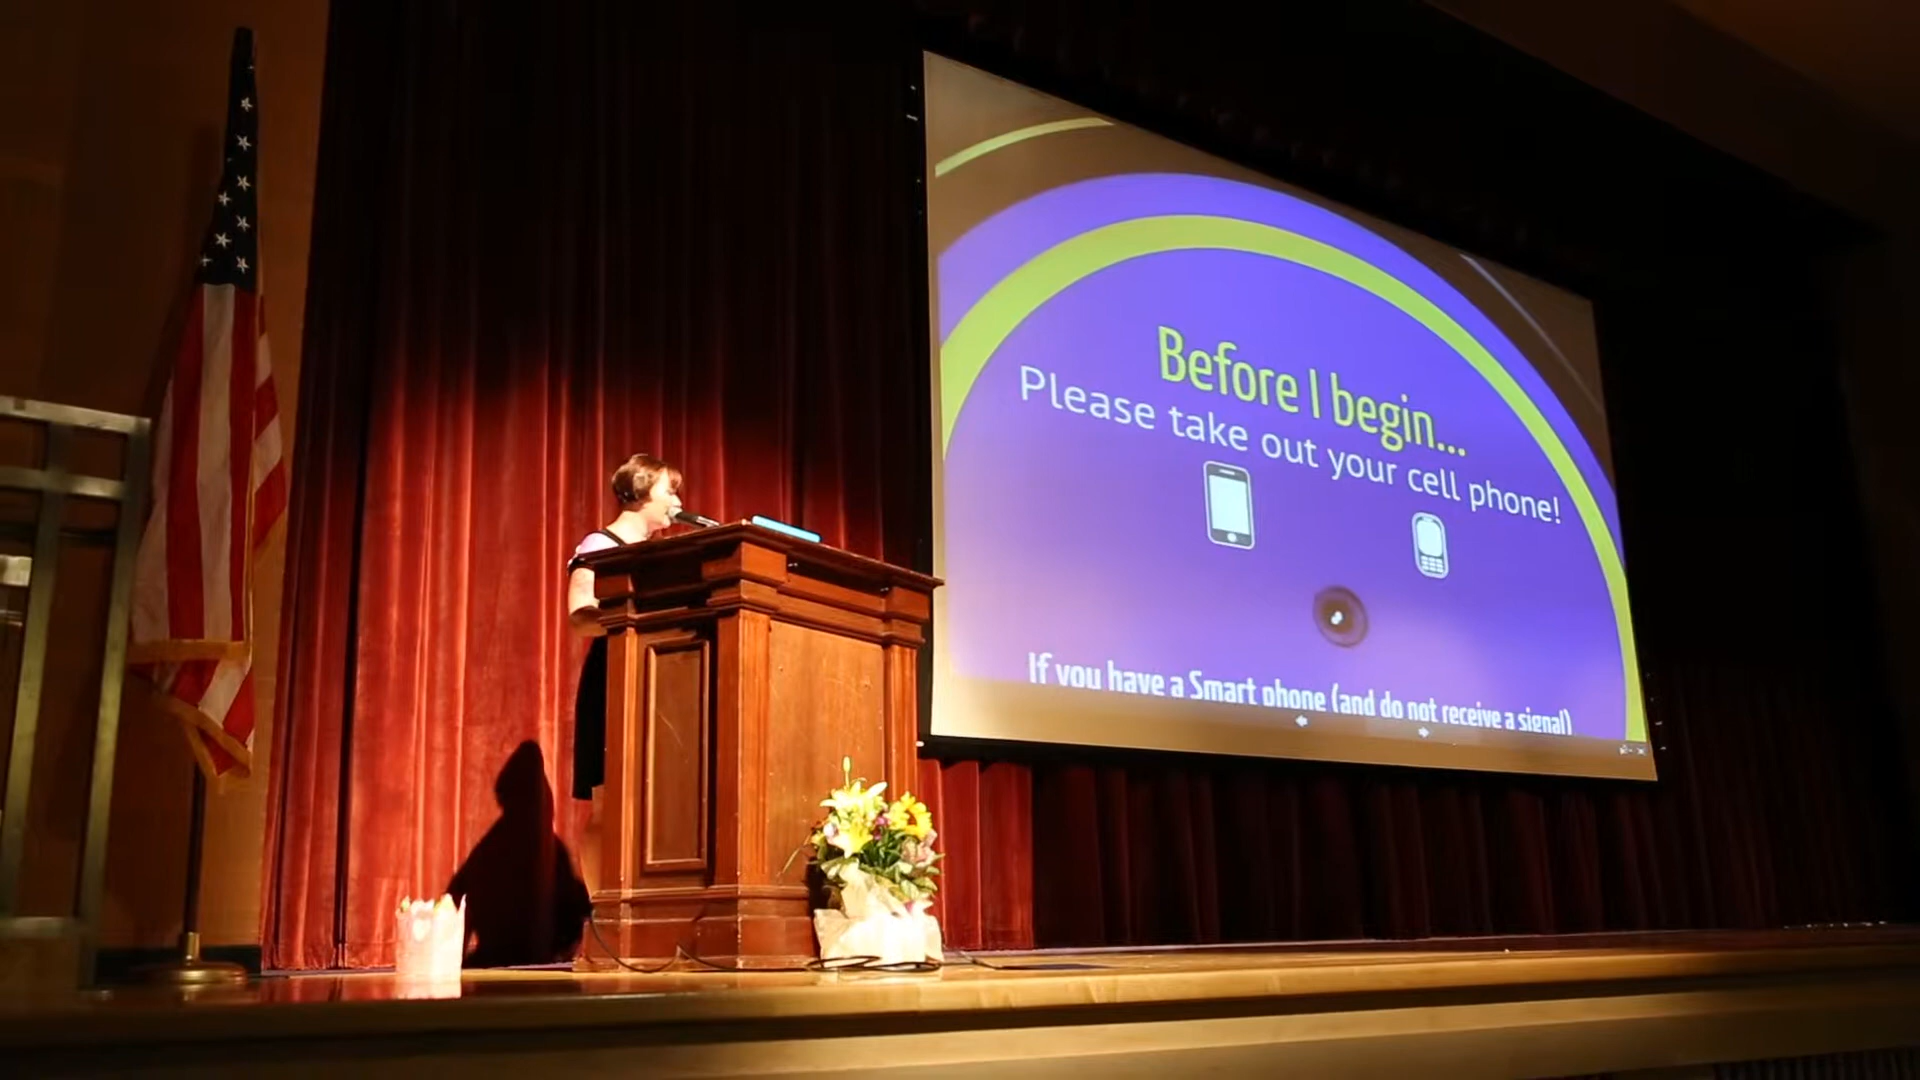 Before I begin...
Please take out your cell phone!
If you have a Smart phone (and do not receive a signal)